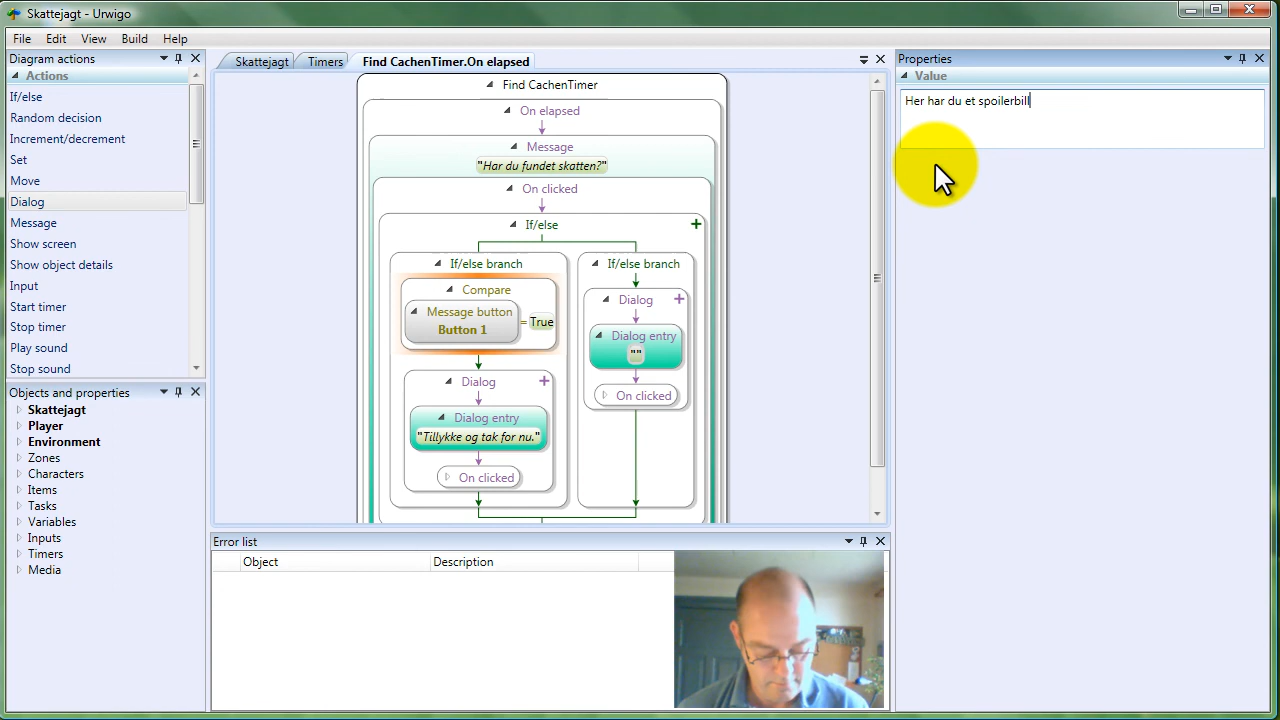 Skattejagt - Urwigo
File Edit View Build Help
Diagram actions
Actions
If/else
Random decision
Increment/decrement
Set
Move
Dialog
Message
Show screen
Show object details
Input
Start timer
Stop timer
Play sound
Stop sound
Objects and properties
Skattejagt
Player
Environment
Zones
Characters
Items
Tasks
Variables
Inputs
Timers
Media
Skattejagt Timers Find CachenTimer.On elapsed
Find CachenTimer
On elapsed
Message
"Har du fundet skatten?"
On clicked
If/else
If/else branch
Compare
Message button
Button 1
= True
Dialog
Dialog entry
"Tillykke og tak for nu."
On clicked
If/else branch
Dialog
Dialog entry
""
On clicked
Error list
Object Description
Properties
Value
Her har du et spoilerbill